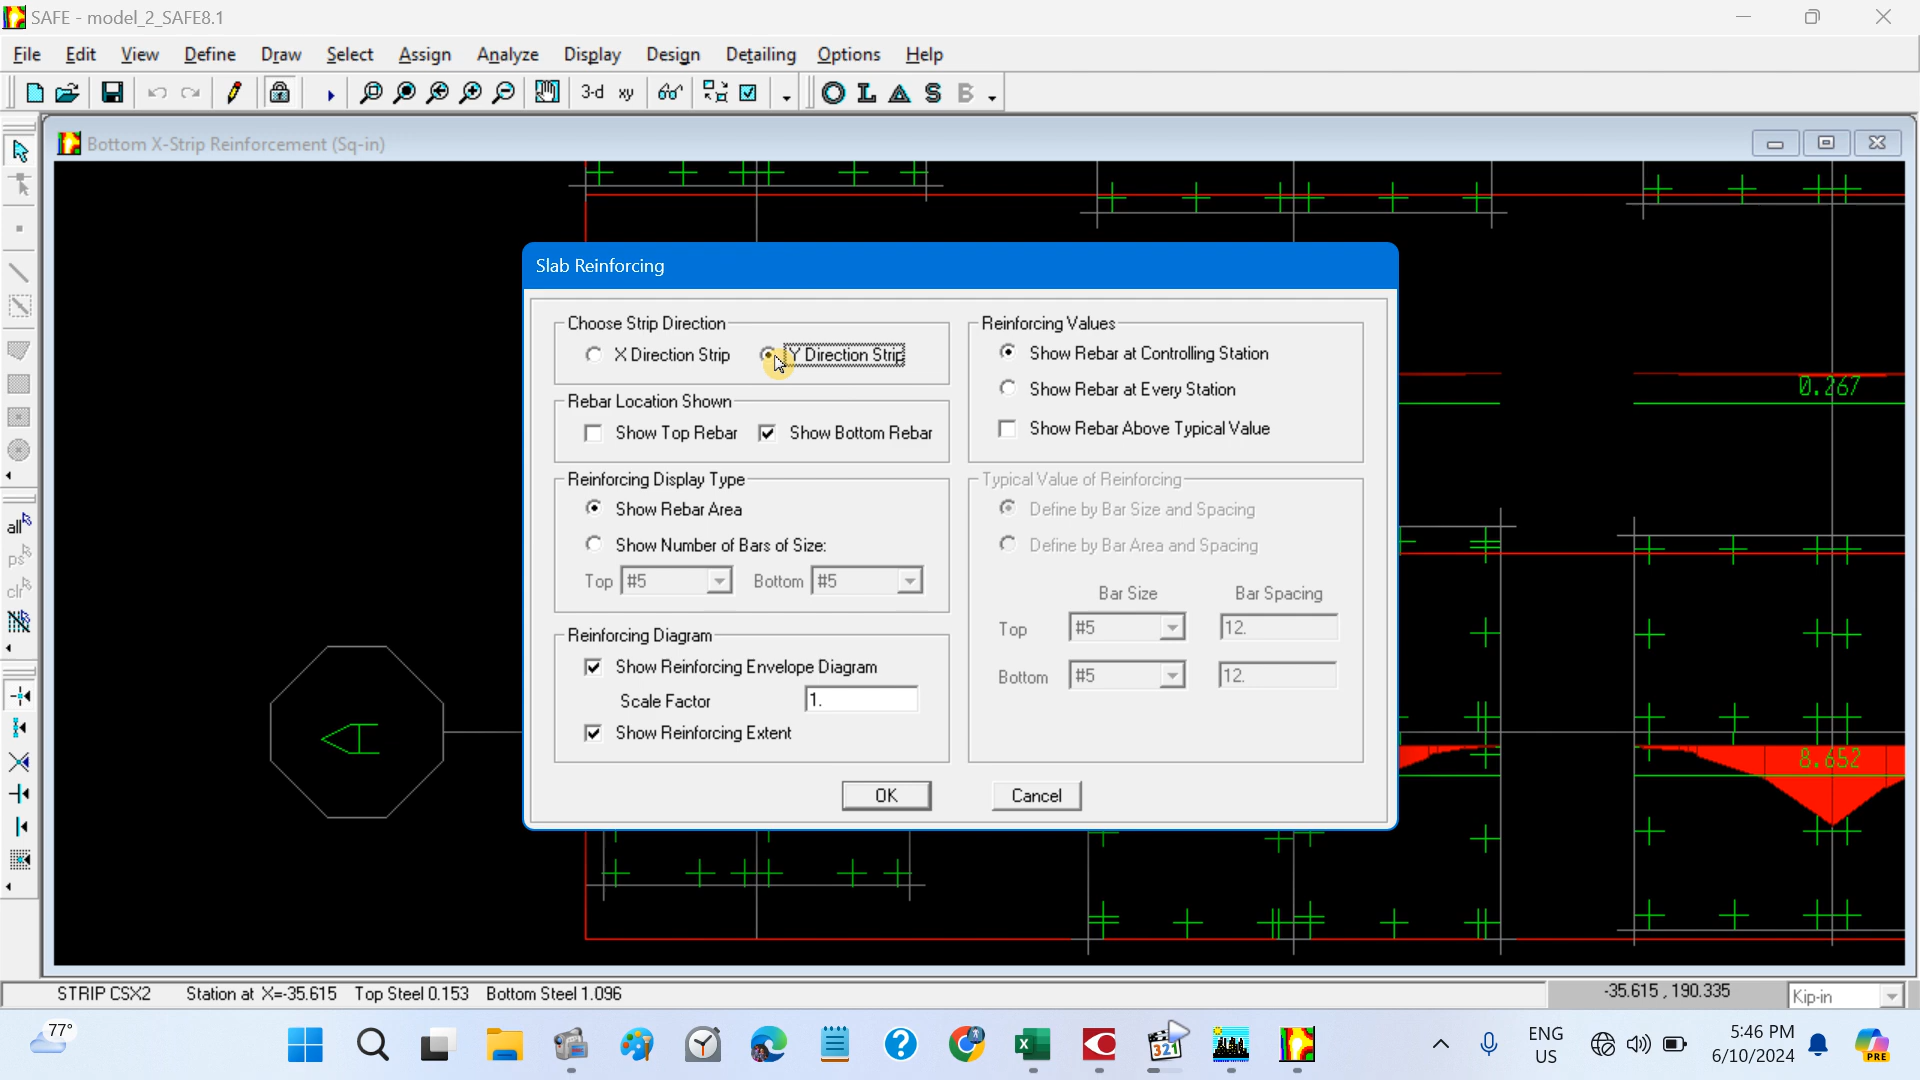 SAFE - model_2_SAFE8.1
File Edit View Define Draw Select Assign Analyze Display Design Detailing Options Help
3-d xy
Bottom X-Strip Reinforcement (Sq-in)
Slab Reinforcing
Choose Strip Direction
X Direction Strip Y Direction Strip
Rebar Location Shown
Show Top Rebar Show Bottom Rebar
Reinforcing Display Type
Show Rebar Area
Show Number of Bars of Size:
Top #5 Bottom #5
Reinforcing Diagram
Show Reinforcing Envelope Diagram
Scale Factor 1.
Show Reinforcing Extent
Reinforcing Values
Show Rebar at Controlling Station
Show Rebar at Every Station
Show Rebar Above Typical Value
Typical Value of Reinforcing
Define by Bar Size and Spacing
Define by Bar Area and Spacing
Bar Size Bar Spacing
Top #5 12.
Bottom #5 12.
OK Cancel
0.267
8.652
A
all
ps
clr
STRIP CSX2 Station at X=-35.615 Top Steel 0.153 Bottom Steel 1.096
-35.615 , 190.335
Kip-in
77°
321
ENG
US
5:46 PM
6/10/2024
PRE